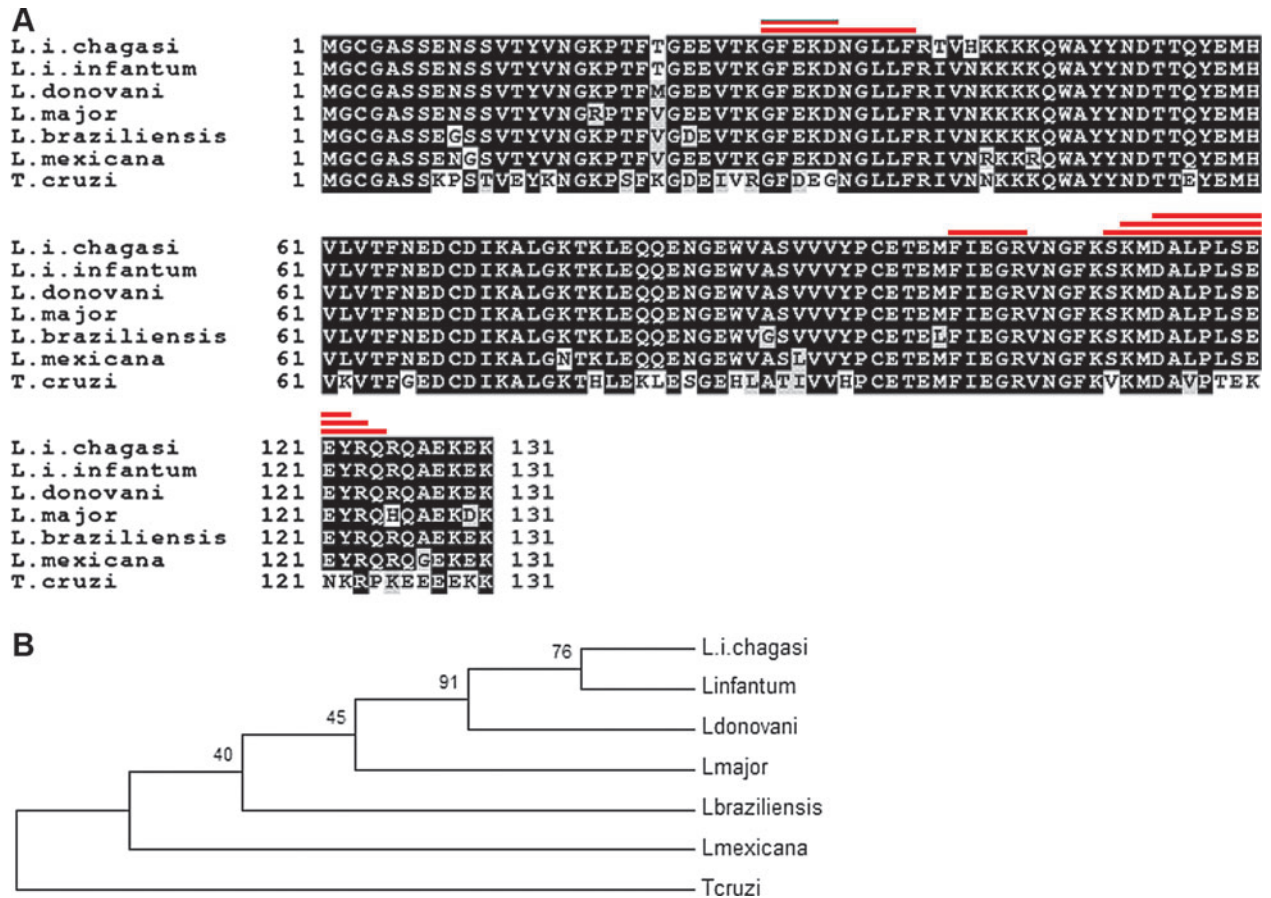 A
L.i.chagasi 1 MGCGASSENSSVTYVNGKPTFTGEEVTKGFEKDNGLLFRTVHKKKKQWAYYNDTTQYEMH
L.i.infantum 1 MGCGASSENSSVTYVNGKPTFTGEEVTKGFEKDNGLLFRIVNKKKKQWAYYNDTTQYEMH
L.donovani 1 MGCGASSENSSVTYVNGKPTFMGEEVTKGFEKDNGLLFRIVNKKKKQWAYYNDTTQYEMH
L.major 1 MGCGASSENSSVTYVNGRPTFVGEEVTKGFEKDNGLLFRIVNKKKKQWAYYNDTTQYEMH
L.braziliensis 1 MGCGASSEGSSVTYVNGKPTFVGDEVTKGFEKDNGLLFRIVNKKKKQWAYYNDTTQYEMH
L.mexicana 1 MGCGASSENGSVTYVNGKPTFVGEEVTKGFEKDNGLLFRIVNRKKRQWAYYNDTTQYEMH
T.cruzi 1 MGCGASSKPSTVEYKNGKPSFKGDEIVRGFDEGNGLLFRIVNNKKKQWAYYNDTTEYEMH
L.i.chagasi 61 VLVTFNEDCDIKALGKTKLEQQENGEWVASVVVYPCETEMFIEGRVNGFKSKMDALPLSE
L.i.infantum 61 VLVTFNEDCDIKALGKTKLEQQENGEWVASVVVYPCETEMFIEGRVNGFKSKMDALPLSE
L.donovani 61 VLVTFNEDCDIKALGKTKLEQQENGEWVASVVVYPCETEMFIEGRVNGFKSKMDALPLSE
L.major 61 VLVTFNEDCDIKALGKTKLEQQENGEWVASVVVYPCETEMFIEGRVNGFKSKMDALPLSE
L.braziliensis 61 VLVTFNEDCDIKALGKTKLEQQENGEWVGSVVVYPCETELFIEGRVNGFKSKMDALPLSE
L.mexicana 61 VLVTFNEDCDIKALGNTKLEQQENGEWVASLVVYPCETEMFIEGRVNGFKSKMDALPLSE
T.cruzi 61 VKVTFGEDCDIKALGKTHLEKLESGEHLATIVVHPCETEMFIEGRVNGFKVKMDAVPTEK
L.i.chagasi 121 EYRQRQAEKEK 131
L.i.infantum 121 EYRQRQAEKEK 131
L.donovani 121 EYRQRQAEKEK 131
L.major 121 EYRQHQAEKDK 131
L.braziliensis 121 EYRQRQAEKEK 131
L.mexicana 121 EYRQRQGEKEK 131
T.cruzi 121 NKRPKEEEEKK 131
B
76
L.i.chagasi
91
Linfantum
45
Ldonovani
40
Lmajor
Lbraziliensis
Lmexicana
Tcruzi